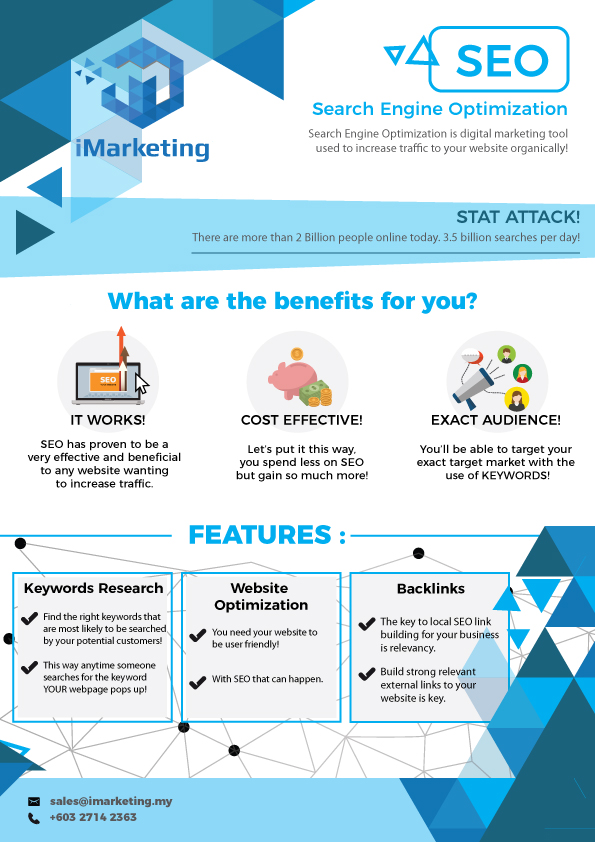 iMarketing
SEO
Search Engine Optimization
Search Engine Optimization is digital marketing tool
used to increase traffic to your website organically!
STAT ATTACK!
There are more than 2 Billion people online today. 3.5 billion searches per day!
What are the benefits for you?
SEO
IT WORKS!
SEO has proven to be a
very effective and beneficial
to any website wanting
to increase traffic.
COST EFFECTIVE!
Let's put it this way,
you spend less on SEO
but gain so much more!
EXACT AUDIENCE!
You'll be able to target your
exact target market with the
use of KEYWORDS!
FEATURES :
Keywords Research
Find the right keywords that
are most likely to be searched
by your potential customers!
This way anytime someone
searches for the keyword
YOUR webpage pops up!
Website
Optimization
You need your website to
be user friendly!
With SEO that can happen.
Backlinks
The key to local SEO link
building for your business
is relevancy.
Build strong relevant
external links to your
website is key.
sales@imarketing.my
+603 2714 2363